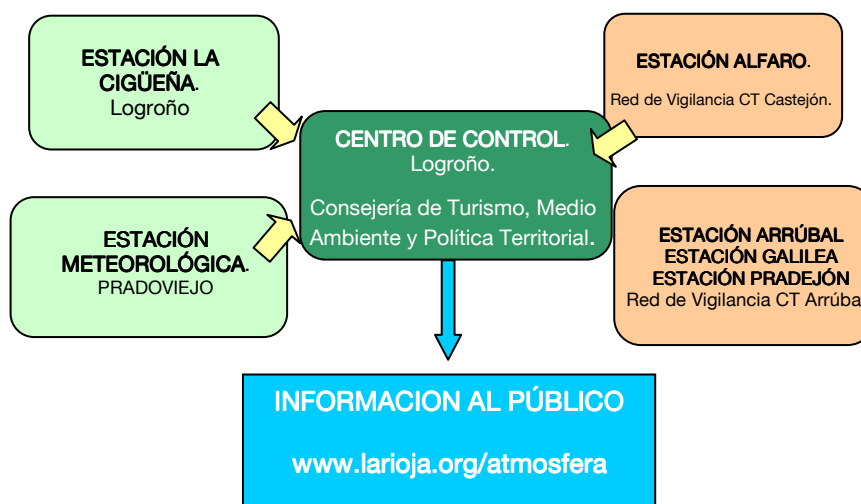 ESTACIÓN LA
CIGÜEÑA.
Logroño
ESTACIÓN ALFARO.
Red de Vigilancia CT Castejón.
CENTRO DE CONTROL.
Logroño.
Consejería de Turismo, Medio
Ambiente y Política Territorial.
ESTACIÓN
METEOROLÓGICA.
PRADOVIEJO
ESTACIÓN ARRÚBAL
ESTACIÓN GALILEA
ESTACIÓN PRADEJÓN
Red de Vigilancia CT Arrúba
INFORMACION AL PÚBLICO
www.larioja.org/atmosfera